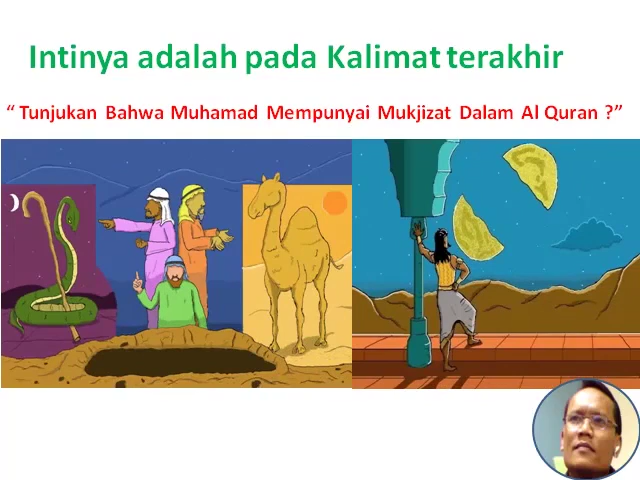 Intinya adalah pada Kalimat terakhir
“ Tunjukan Bahwa Muhamad Mempunyai Mukjizat Dalam Al Quran ?”